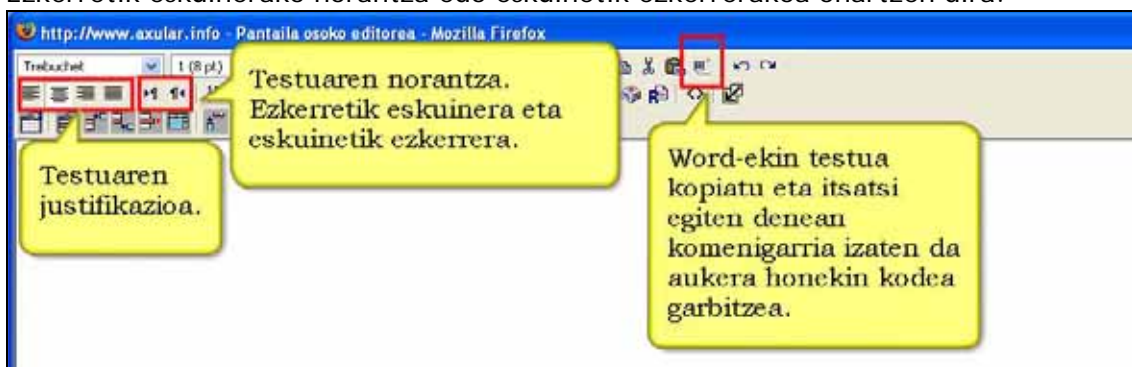 ezkerretik eskuinerako norantza edo eskuinetik ezkerrerakoa onartzen dira.
http://www.axular.info - Pantaila osoko editorea - Mozilla Firefox
Trebuchet 1 (8 pt.)
Testuaren norantza.
Ezkerretik eskuinera eta
eskuinetik ezkerrera.
Testuaren
justifikazioa.
Word-ekin testua
kopiatu eta itsatsi
egiten denean
komenigarria izaten da
aukera honekin kodea
garbitzea.